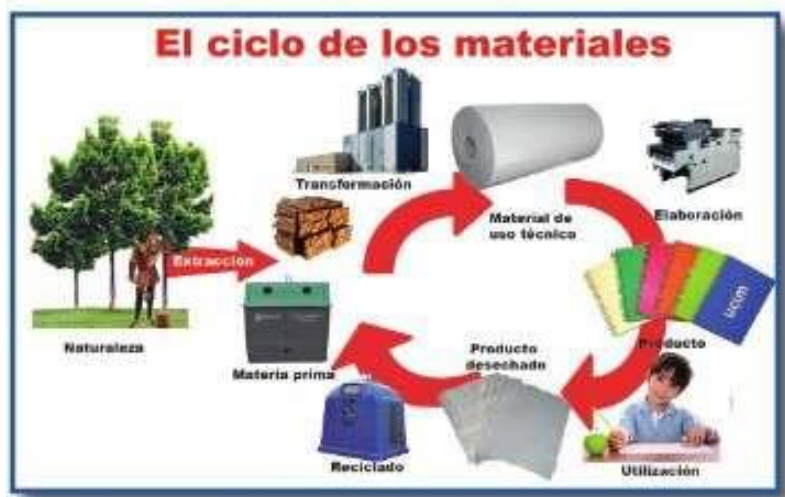 El ciclo de los materiales
Transformación
Material de
uso técnico
Elaboración
Extracción
Naturaleza
Materia prima
Producto
ucim
Producto
desechado
Reciclado
Utilización